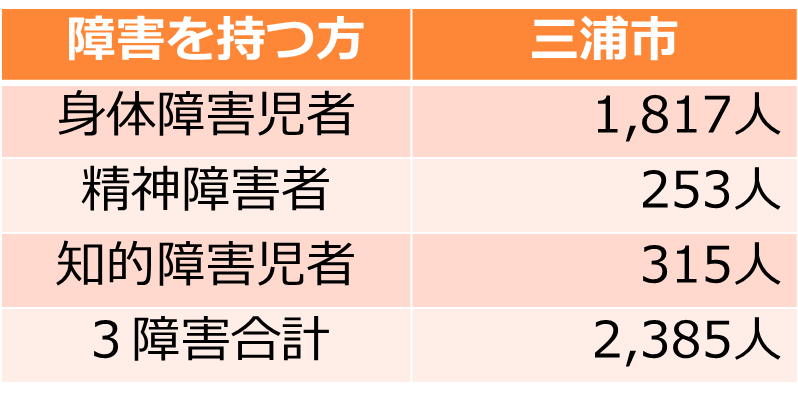 障害を持つ方 三浦市
身体障害児者 1,817人
精神障害者 253人
知的障害児者 315人
３障害合計 2,385人